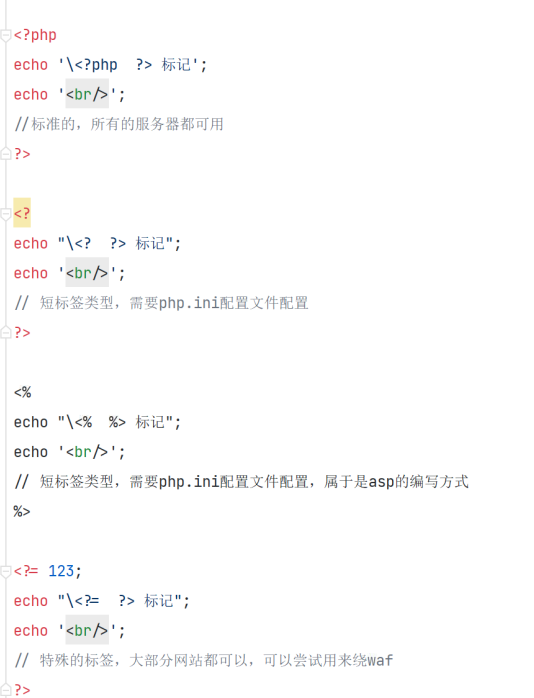 <?php
echo '\<?php  ?> 标记';
echo '<br/>';
//标准的，所有的服务器都可用
?>
<?
echo "\<?  ?> 标记";
echo '<br/>';
// 短标签类型，需要php.ini配置文件配置
?>
<%
echo "\<%  %> 标记";
echo '<br/>';
// 短标签类型，需要php.ini配置文件配置，属于是asp的编写方式
%>
<?= 123;
echo "\<?=  ?> 标记";
echo '<br/>';
// 特殊的标签，大部分网站都可以，可以尝试用来绕waf
?>